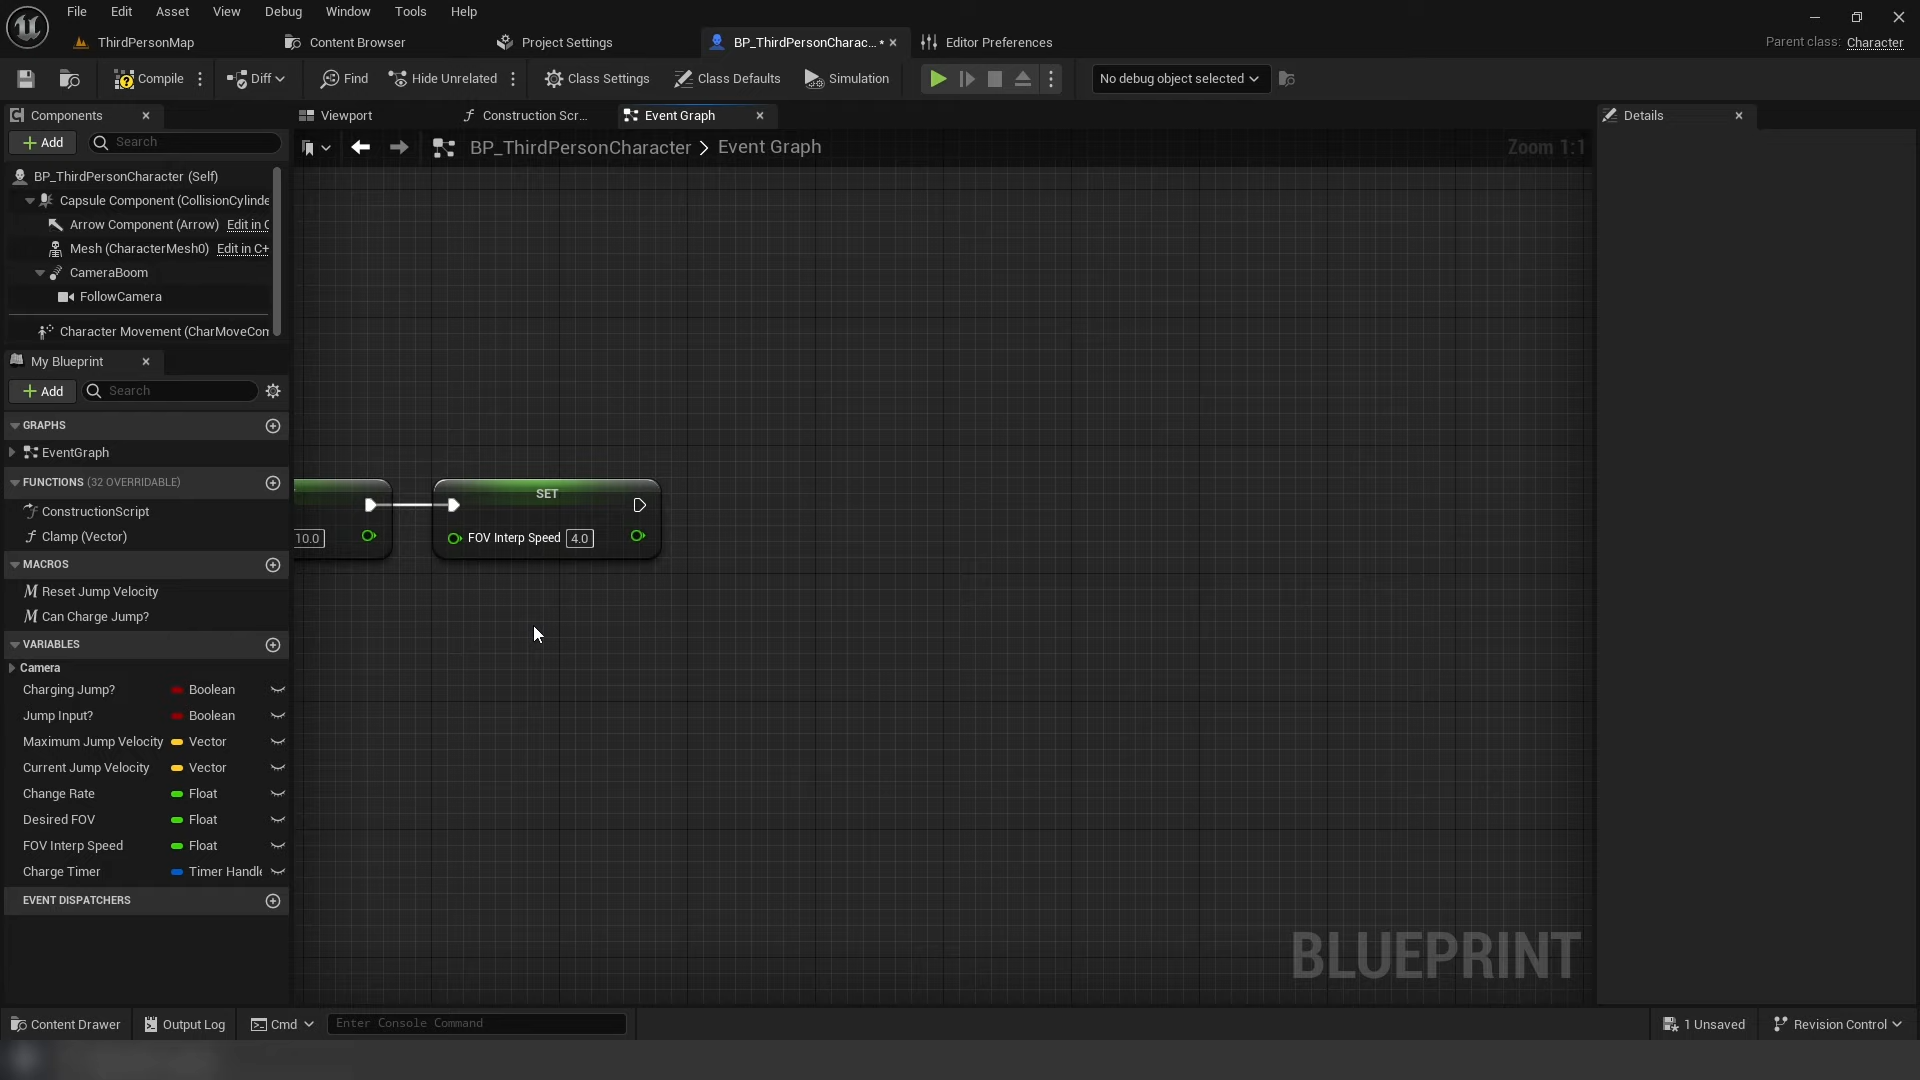 File Edit Asset View Debug Window Tools Help
ThirdPersonMap Content Browser Project Settings BP_ThirdPersonCharac... * Editor Preferences Parent class: Character
Compile Diff Find Hide Unrelated Class Settings Class Defaults Simulation No debug object selected
Components Viewport Construction Scr... Event Graph Details
Add Search BP_ThirdPersonCharacter > Event Graph Zoom 1:1
BP_ThirdPersonCharacter (Self)
Capsule Component (CollisionCylinde
Arrow Component (Arrow) Edit in C
Mesh (CharacterMesh0) Edit in C+
CameraBoom
FollowCamera
Character Movement (CharMoveCom
My Blueprint
Add Search
GRAPHS
EventGraph
FUNCTIONS (32 OVERRIDABLE)
SET
ConstructionScript
Clamp (Vector)
10.0 FOV Interp Speed 4.0
MACROS
Reset Jump Velocity
Can Charge Jump?
VARIABLES
Camera
Charging Jump? Boolean
Jump Input? Boolean
Maximum Jump Velocity Vector
Current Jump Velocity Vector
Change Rate Float
Desired FOV Float
FOV Interp Speed Float
Charge Timer Timer Handle
EVENT DISPATCHERS
BLUEPRINT
Content Drawer Output Log Cmd Enter Console Command 1 Unsaved Revision Control